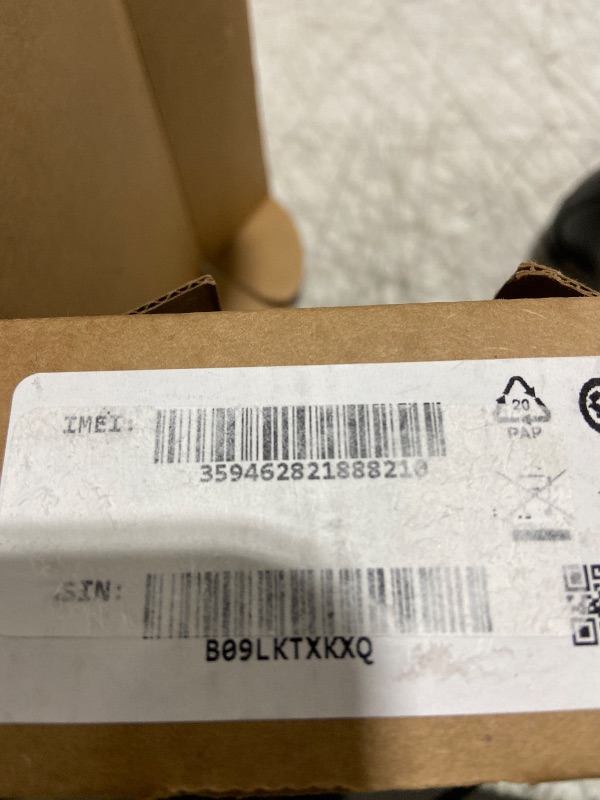 IMEI:
359462821888210
20
PAP
SIN:
B09LKTXKXQ